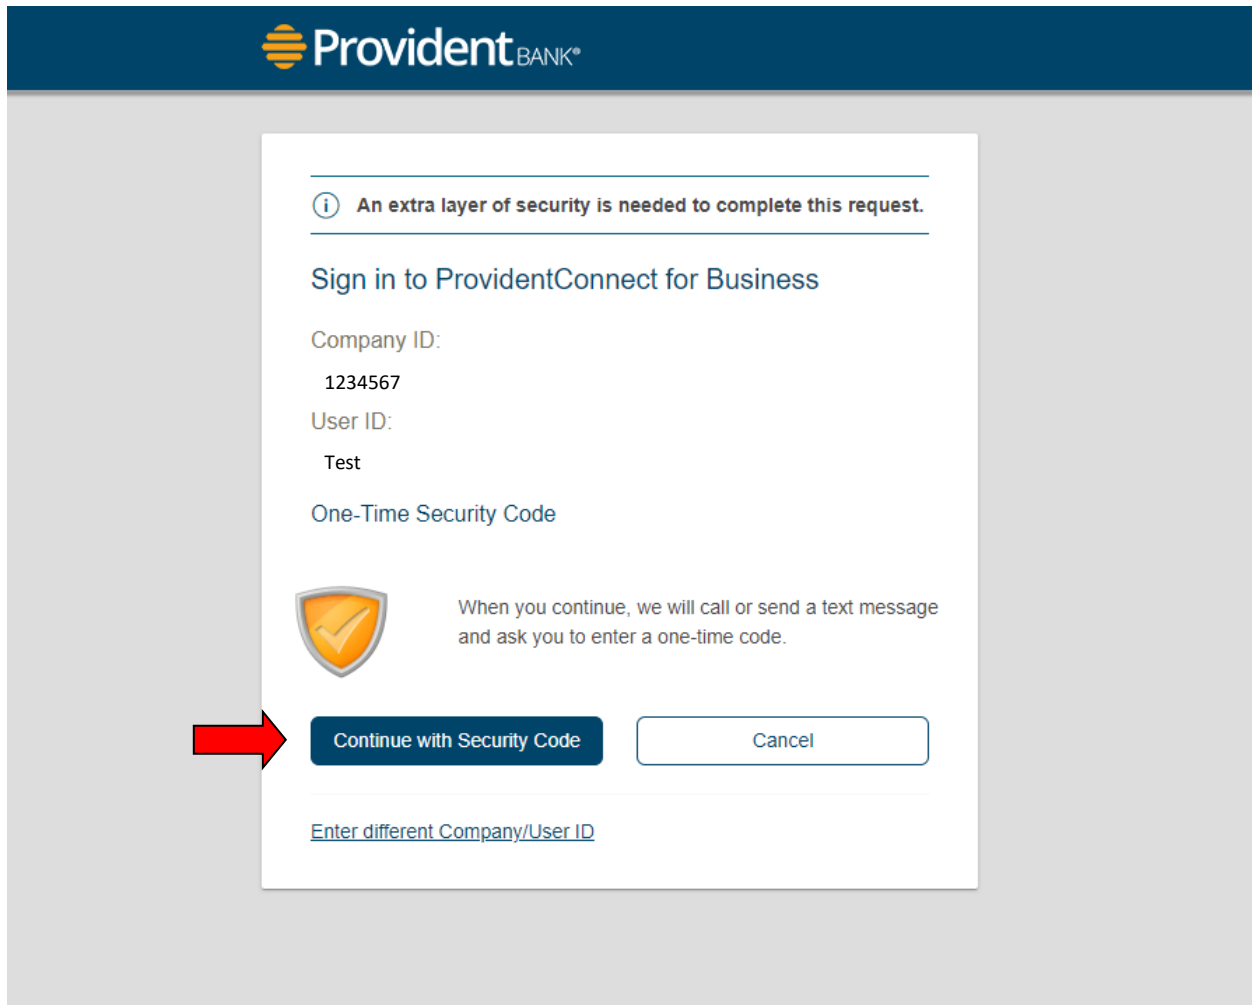 Provident BANK®
An extra layer of security is needed to complete this request.
Sign in to ProvidentConnect for Business
Company ID:
1234567
User ID:
Test
One-Time Security Code
When you continue, we will call or send a text message
and ask you to enter a one-time code.
Continue with Security Code
Cancel
Enter different Company/User ID